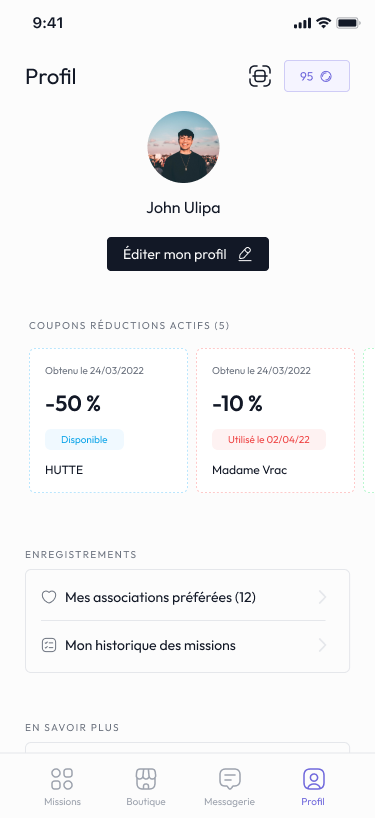 9:41
Profil
95
John Ulipa
Éditer mon profil
COUPONS RÉDUCTIONS ACTIFS (5)
Obtenu le 24/03/2022
-50 %
Disponible
HUTTE
Obtenu le 24/03/2022
-10 %
Utilisé le 02/04/22
Madame Vrac
ENREGISTREMENTS
Mes associations préférées (12)
Mon historique des missions
EN SAVOIR PLUS
Missions
Boutique
Messagerie
Profil